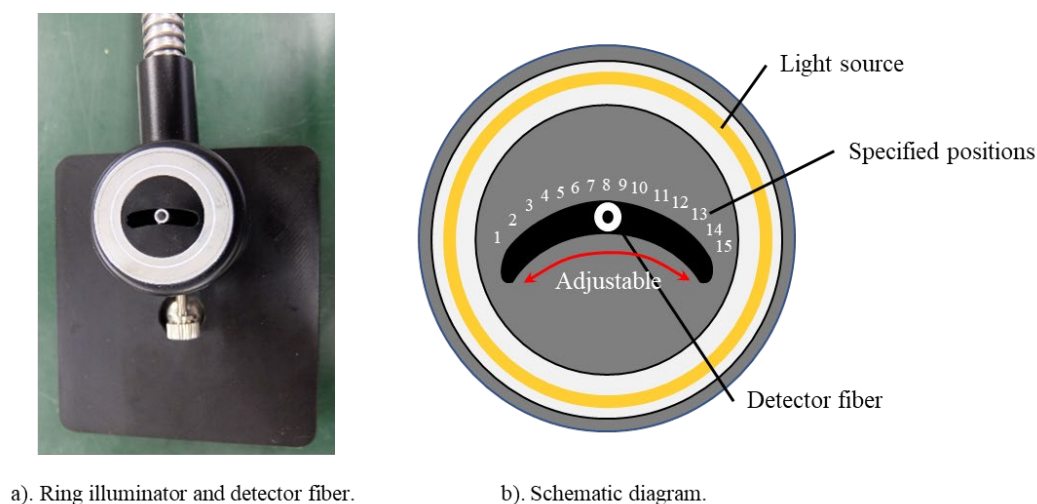 Light source
Specified positions
1 2 3 4 5 6 7 8 9 10 11 12 13 14 15
Adjustable
Detector fiber
a). Ring illuminator and detector fiber.
b). Schematic diagram.